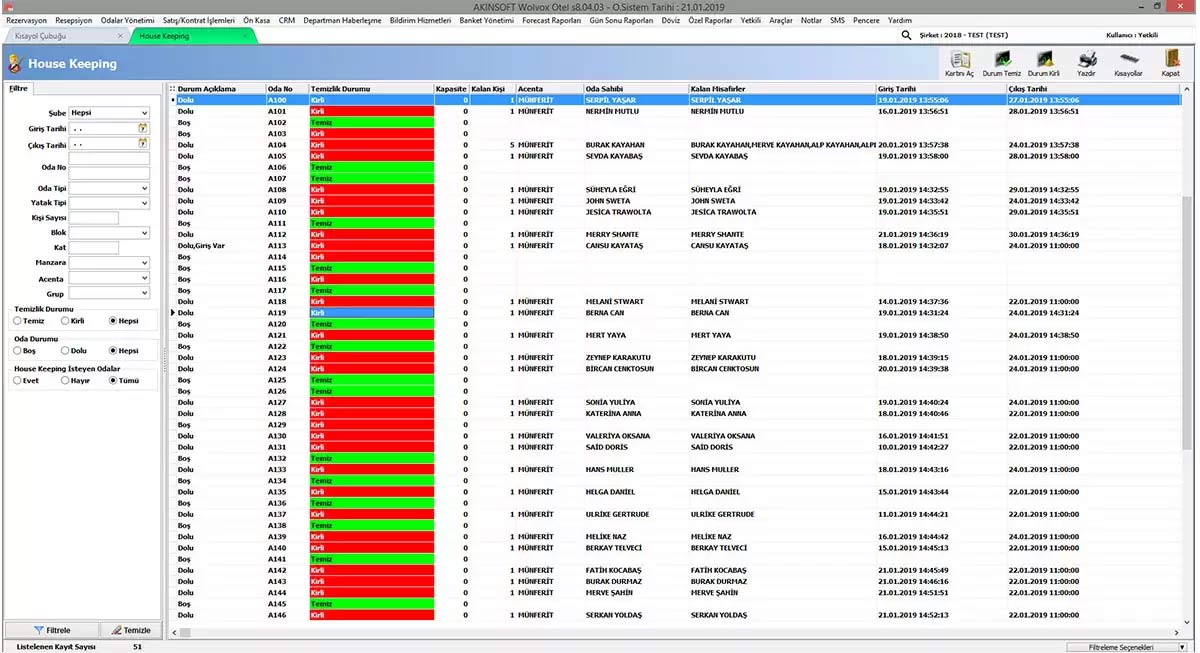 AKINSOFT Wolvox Otel s8.04.03 - O.Sistem Tarihi : 21.01.2019
Rezervasyon Resepsiyon Odalar Yönetimi Satış/Kontrat İşlemleri Ön Kasa CRM Departman Haberleşme Bildirim Hizmetleri Banket Yönetimi Forecast Raporları Gün Sonu Raporları Döviz Özel Raporlar Yetkili Araçlar Notlar SMS Pencere Yardım
Kısayol Çubuğu House Keeping Şirket : 2018 - TEST (TEST) Kullanıcı : Yetkili
House Keeping
Kartını Aç Durum Temiz Durum Kirli Yazdır Kısayollar Kapat
Filtre
Şube Hepsi
Giriş Tarihi . .
Çıkış Tarihi . .
Oda No
Oda Tipi
Yatak Tipi
Kişi Sayısı
Blok
Kat
Manzara
Acenta
Grup
Temizlik Durumu
Temiz Kirli Hepsi
Oda Durumu
Boş Dolu Hepsi
House Keeping İsteyen Odalar
Evet Hayır Tümü
Filtrele Temizle
Durum Açıklama Oda No Temizlik Durumu Kapasite Kalan Kişi Acenta Oda Sahibi Kalan Misafirler Giriş Tarihi Çıkış Tarihi
Dolu A100 Kirli 0 1 MÜNFERİT SERPİL YAŞAR SERPİL YAŞAR 19.01.2019 13:55:06 27.01.2019 13:55:06
Dolu A101 Kirli 0 1 MÜNFERİT NERMİN MUTLU NERMİN MUTLU 16.01.2019 13:56:51 28.01.2019 13:56:51
Boş A102 Temiz 0
Boş A103 Kirli 0
Dolu A104 Kirli 0 5 MÜNFERİT BURAK KAYAHAN BURAK KAYAHAN,MERVE KAYAHAN,ALP KAYAHAN,ALPI 20.01.2019 13:57:38 24.01.2019 13:57:38
Dolu A105 Kirli 0 1 MÜNFERİT SEVDA KAYABAŞ SEVDA KAYABAŞ 19.01.2019 13:58:00 28.01.2019 13:58:00
Boş A106 Temiz 0
Boş A107 Temiz 0
Dolu A108 Kirli 0 1 MÜNFERİT SÜHEYLA EĞRİ SÜHEYLA EĞRİ 19.01.2019 14:32:55 29.01.2019 14:32:55
Dolu A109 Kirli 0 1 MÜNFERİT JOHN SWETA JOHN SWETA 19.01.2019 14:33:42 24.01.2019 14:33:42
Dolu A110 Kirli 0 1 MÜNFERİT JESİCA TRAWOLTA JESİCA TRAWOLTA 19.01.2019 14:35:51 29.01.2019 14:35:51
Boş A111 Temiz 0
Dolu A112 Kirli 0 1 MÜNFERİT MERRY SHANTE MERRY SHANTE 21.01.2019 14:36:19 30.01.2019 14:36:19
Dolu,Giriş Var A113 Kirli 0 1 MÜNFERİT CANSU KAYATAŞ CANSU KAYATAŞ 18.01.2019 14:32:07 24.01.2019 11:00:00
Boş A114 Kirli 0
Boş A115 Temiz 0
Boş A116 Kirli 0
Boş A117 Temiz 0
Dolu A118 Kirli 0 1 MÜNFERİT MELANİ STWART MELANİ STWART 14.01.2019 14:37:36 22.01.2019 11:00:00
Dolu A119 Kirli 0 1 MÜNFERİT BERNA CAN BERNA CAN 19.01.2019 14:31:24 24.01.2019 14:31:24
Boş A120 Temiz 0
Dolu A121 Kirli 0 1 MÜNFERİT MERT YAYA MERT YAYA 19.01.2019 14:38:50 24.01.2019 14:38:50
Boş A122 Temiz 0
Dolu A123 Kirli 0 1 MÜNFERİT ZEYNEP KARAKUTU ZEYNEP KARAKUTU 18.01.2019 14:39:15 24.01.2019 11:00:00
Dolu A124 Kirli 0 1 MÜNFERİT BİRCAN CENKTOSUN BİRCAN CENKTOSUN 20.01.2019 14:39:38 24.01.2019 11:00:00
Boş A125 Temiz 0
Boş A126 Temiz 0
Dolu A127 Kirli 0 1 MÜNFERİT SONİA YULİYA SONİA YULİYA 19.01.2019 14:40:24 24.01.2019 11:00:00
Dolu A128 Kirli 0 1 MÜNFERİT KATERİNA ANNA KATERİNA ANNA 18.01.2019 14:40:46 22.01.2019 11:00:00
Boş A129 Kirli 0
Dolu A130 Kirli 0 1 MÜNFERİT VALERİYA OKSANA VALERİYA OKSANA 16.01.2019 14:41:51 22.01.2019 11:00:00
Dolu A131 Kirli 0 1 MÜNFERİT SAİD DORİS SAİD DORİS 10.01.2019 14:42:27 22.01.2019 11:00:00
Boş A132 Temiz 0
Dolu A133 Kirli 0 1 MÜNFERİT HANS MULLER HANS MULLER 18.01.2019 14:43:16 24.01.2019 11:00:00
Boş A134 Temiz 0
Dolu A135 Kirli 0 1 MÜNFERİT HELGA DANİEL HELGA DANİEL 15.01.2019 14:43:44 22.01.2019 11:00:00
Boş A136 Temiz 0
Dolu A137 Kirli 0 1 MÜNFERİT ULRİKE GERTRUDE ULRİKE GERTRUDE 11.01.2019 14:44:21 22.01.2019 11:00:00
Boş A138 Temiz 0
Dolu A139 Kirli 0 1 MÜNFERİT MELİKE NAZ MELİKE NAZ 16.01.2019 14:44:42 24.01.2019 11:00:00
Dolu A140 Kirli 0 1 MÜNFERİT BERKAY TELVECİ BERKAY TELVECİ 15.01.2019 14:45:13 22.01.2019 11:00:00
Boş A141 Temiz 0
Dolu A142 Kirli 0 1 MÜNFERİT FATİH KOCABAŞ FATİH KOCABAŞ 21.01.2019 14:45:49 22.01.2019 11:00:00
Dolu A143 Kirli 0 1 MÜNFERİT BURAK DURMAZ BURAK DURMAZ 21.01.2019 14:46:16 22.01.2019 11:00:00
Dolu A144 Kirli 0 1 MÜNFERİT MERVE ŞAHİN MERVE ŞAHİN 21.01.2019 14:51:51 22.01.2019 11:00:00
Boş A145 Temiz 0
Dolu A146 Kirli 0 1 MÜNFERİT SERKAN YOLDAŞ SERKAN YOLDAŞ 21.01.2019 14:52:13 22.01.2019 11:00:00
Listelenen Kayıt Sayısı 51 Filtreleme Seçenekleri